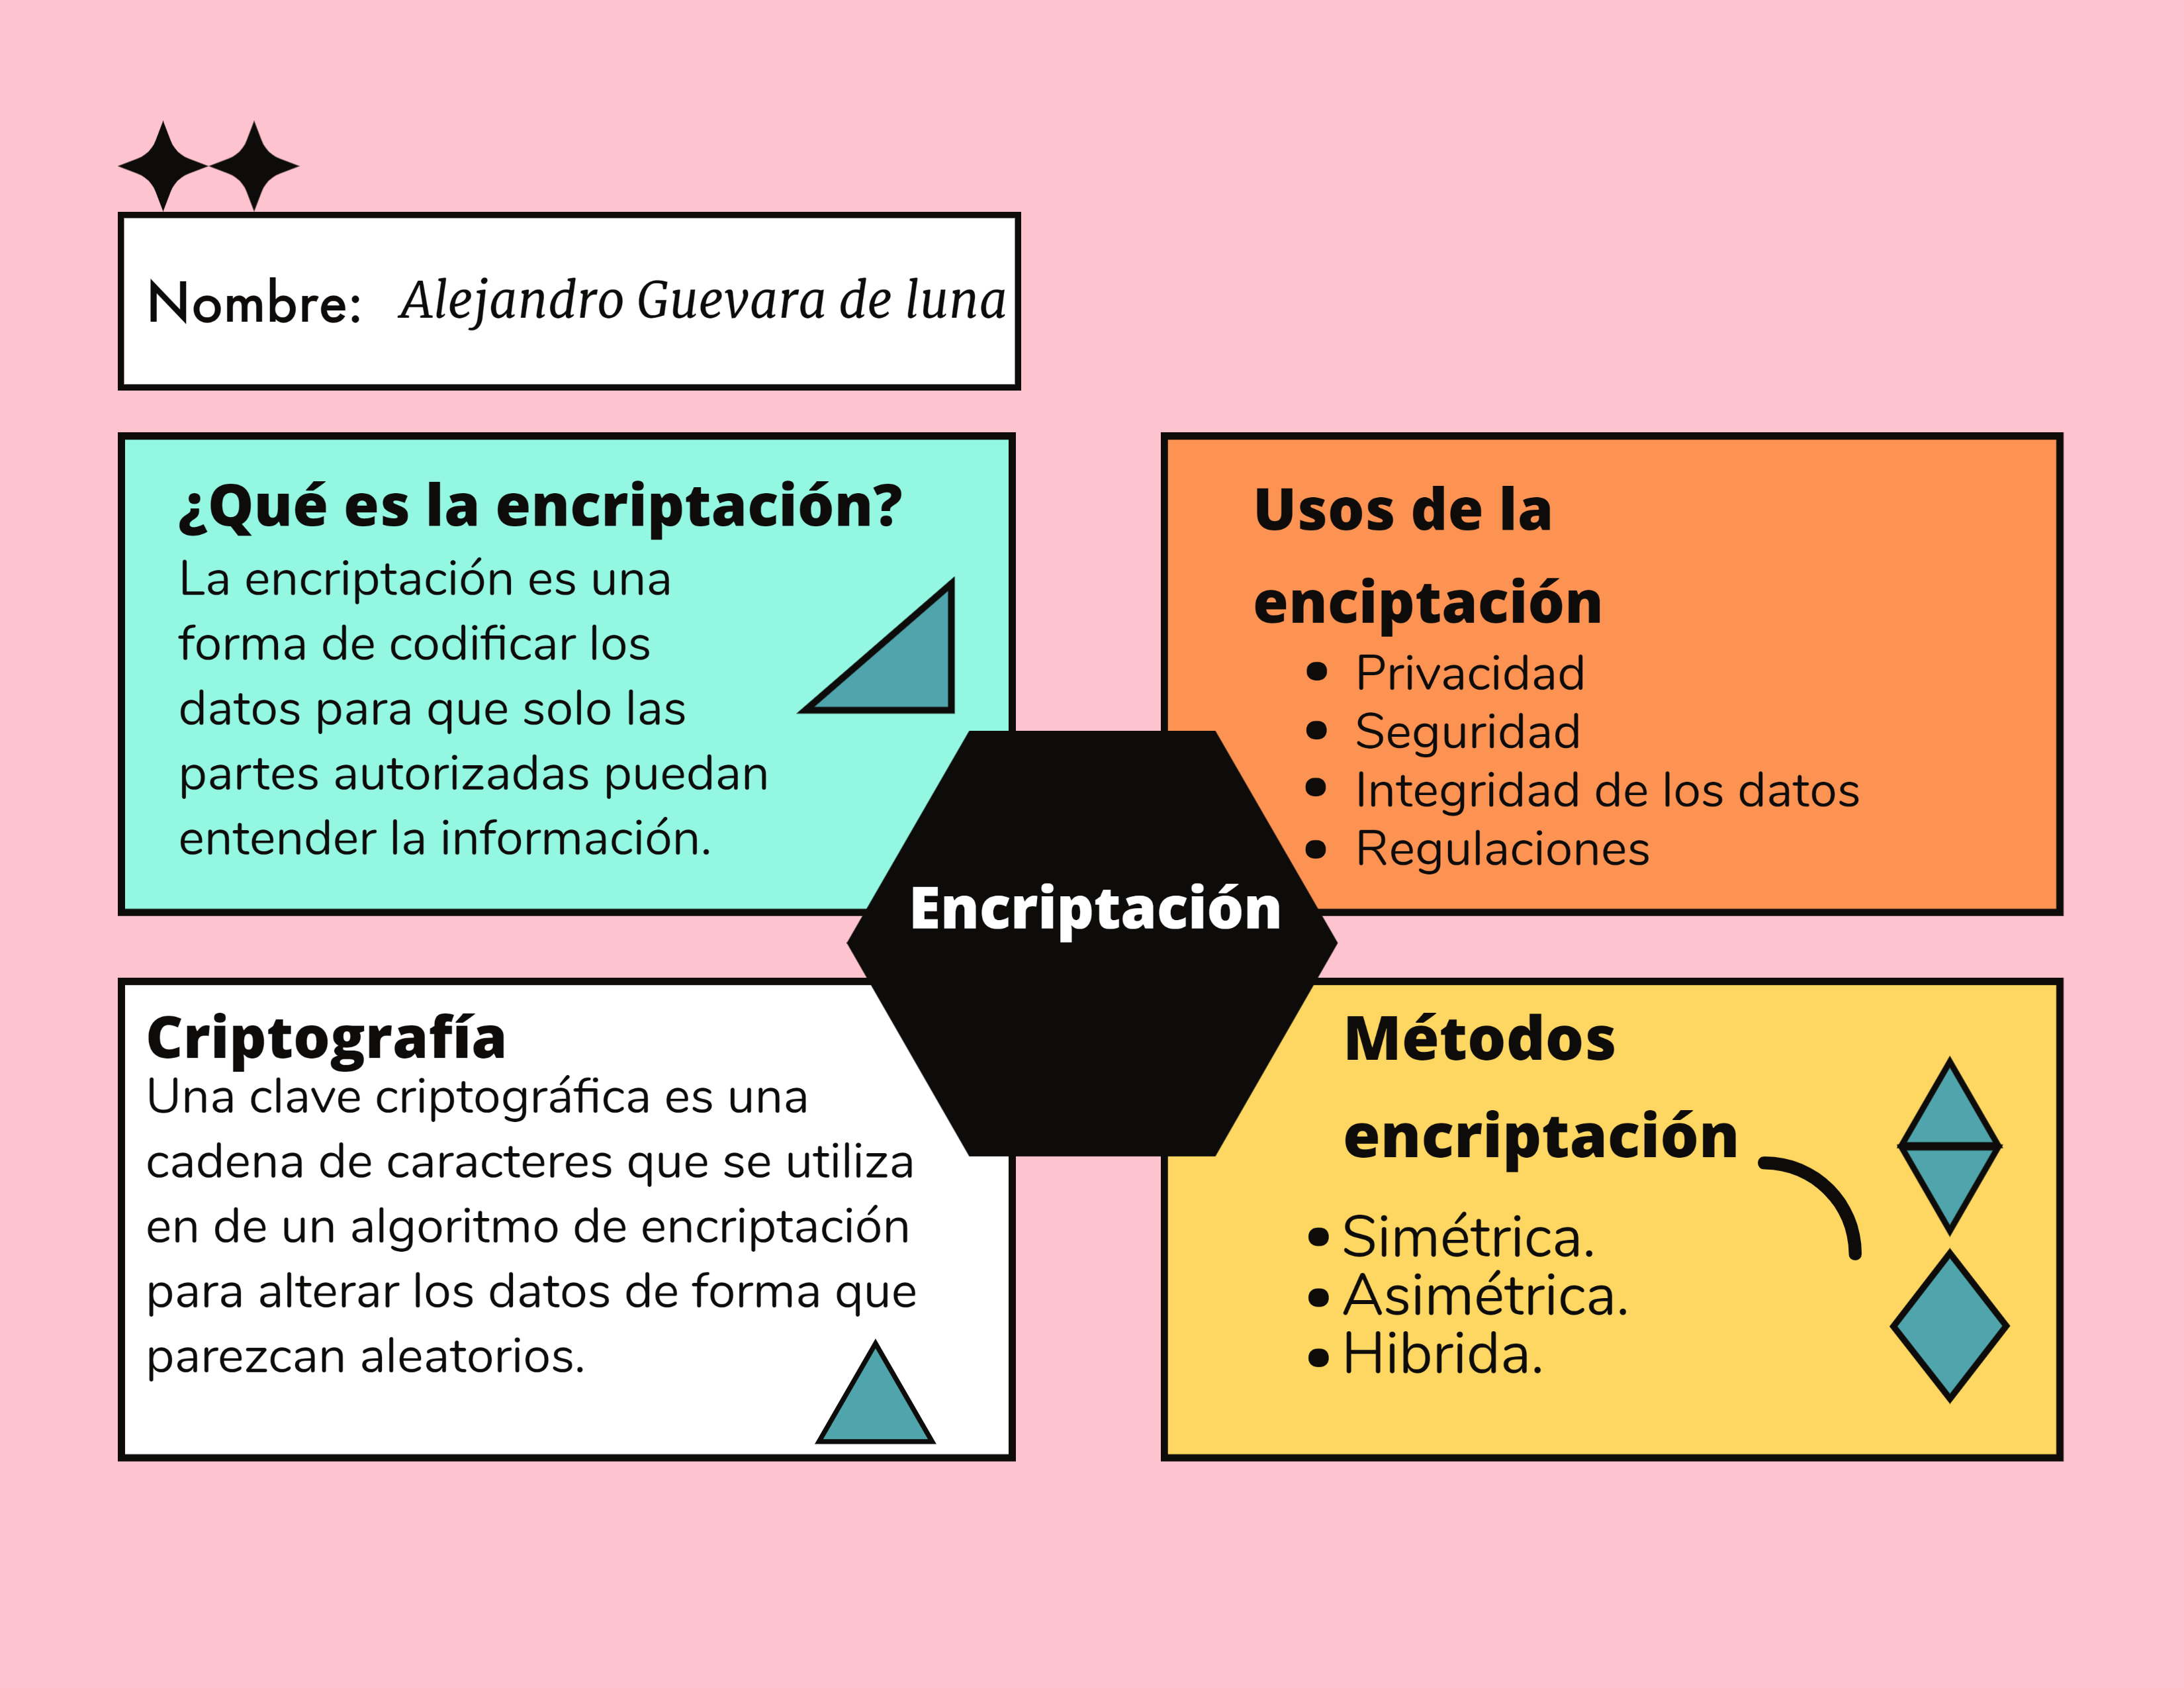 Nombre: Alejandro Guevara de luna
¿Qué es la encriptación?
La encriptación es una
forma de codificar los
datos para que solo las
partes autorizadas puedan
entender la información.
Usos de la
enciptación
• Privacidad
• Seguridad
• Integridad de los datos
• Regulaciones
Encriptación
Criptografía
Una clave criptográfica es una
cadena de caracteres que se utiliza
en de un algoritmo de encriptación
para alterar los datos de forma que
parezcan aleatorios.
Métodos
encriptación
• Simétrica.
• Asimétrica.
• Hibrida.